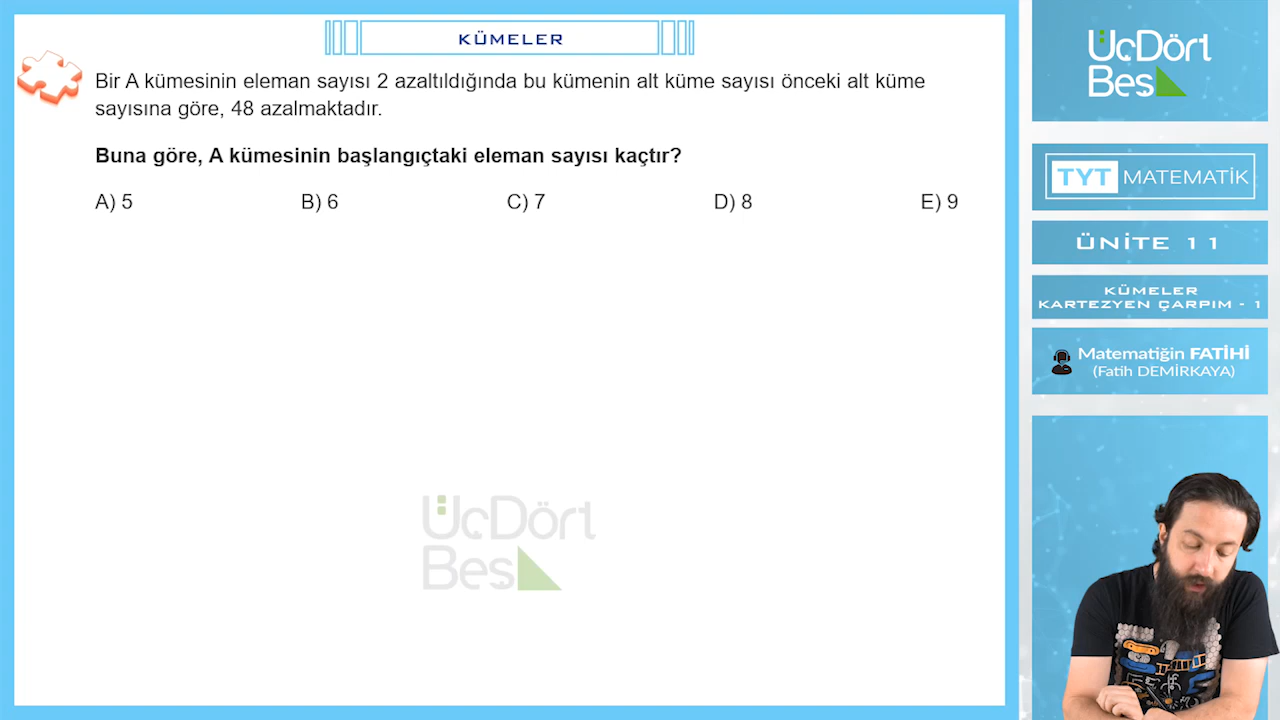 KÜMELER
Bir A kümesinin eleman sayısı 2 azaltıldığında bu kümenin alt küme sayısı önceki alt küme
sayısına göre, 48 azalmaktadır.
Buna göre, A kümesinin başlangıçtaki eleman sayısı kaçtır?
A) 5 B) 6 C) 7 D) 8 E) 9
ÜçDört
Beş
ÜçDört
Beş
TYT MATEMATİK
ÜNİTE 11
KÜMELER
KARTEZYEN ÇARPIM - 1
Matematiğin FATİHİ
(Fatih DEMİRKAYA)